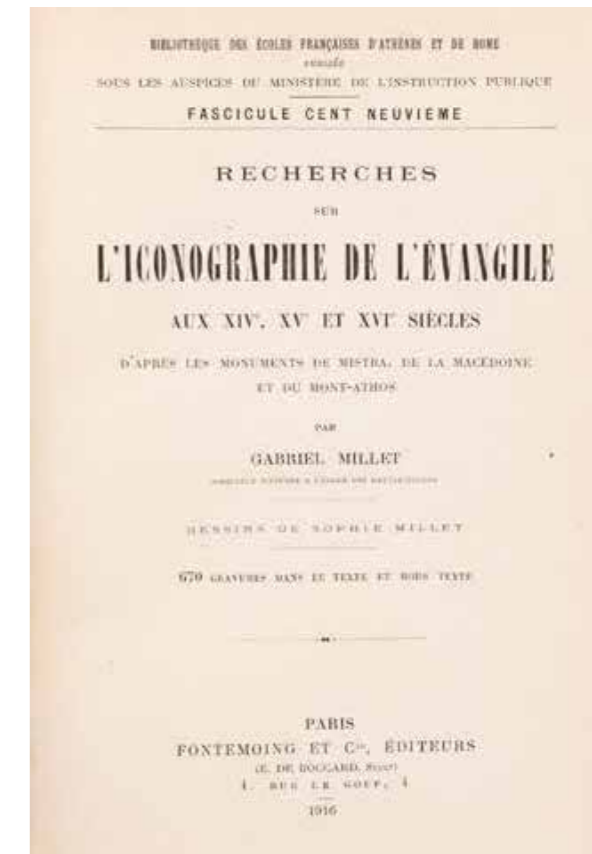 BIBLIOTHÈQUE DES ÉCOLES FRANÇAISES D'ATHÈNES ET DE ROME
SOUS LES AUSPICES DU MINISTÈRE DE L'INSTRUCTION PUBLIQUE
FASCICULE CENT NEUVIÈME
RECHERCHES
SUR
L'ICONOGRAPHIE DE L'ÉVANGILE
AUX XIVᵉ, XVᵉ ET XVIᵉ SIÈCLES
D'APRÈS LES MONUMENTS DE MISTRA, DE LA MACÉDOINE
ET DU MONT-ATHOS
PAR
GABRIEL MILLET
DESSINS DE SOPHIE MILLET
670 GRAVURES DANS LE TEXTE ET HORS TEXTE
PARIS
FONTEMOING ET Cⁱᵉ, ÉDITEURS
(E. DE BOCCARD, Succʳ)
4, RUE LE GOFF, 4
1916